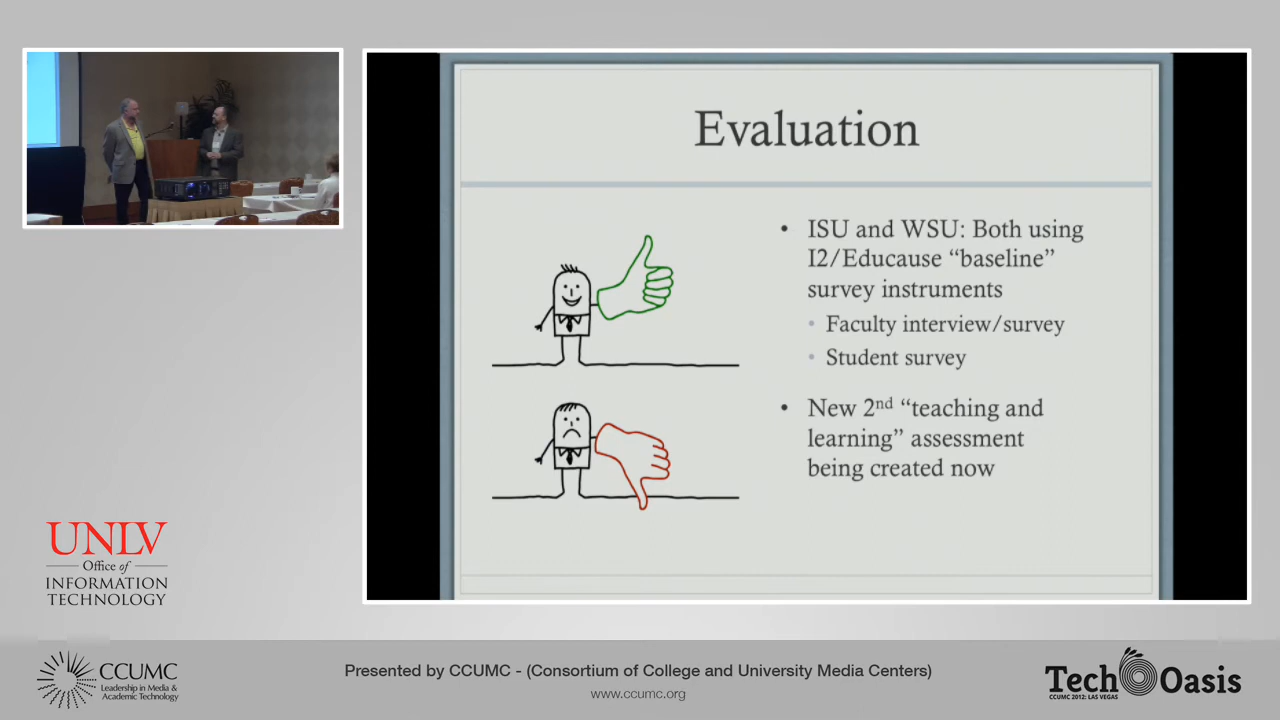 Evaluation
• ISU and WSU: Both using
I2/Educause “baseline”
survey instruments
• Faculty interview/survey
• Student survey
• New 2nd “teaching and
learning” assessment
being created now
UNLV
Office of
INFORMATION
TECHNOLOGY
CCUMC
Leadership in Media &
Academic Technology
Presented by CCUMC - (Consortium of College and University Media Centers)
www.ccumc.org
Tech Oasis
CCUMC 2012: LAS VEGAS